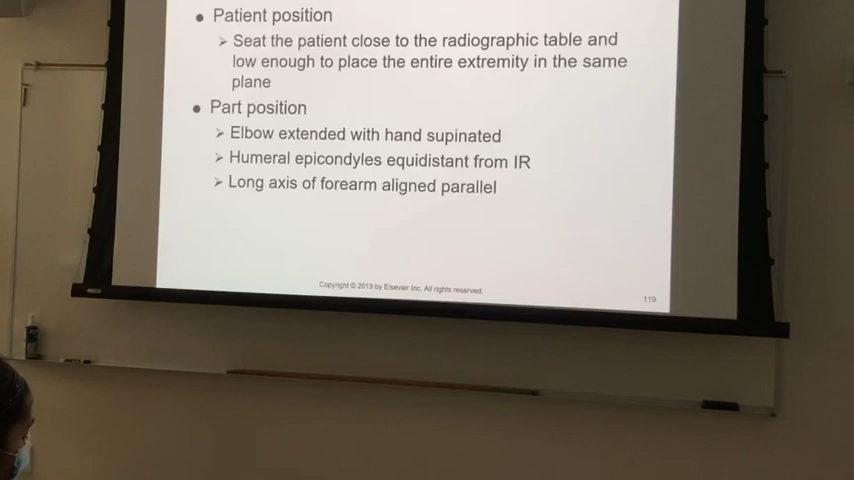 ● Patient position
➢ Seat the patient close to the radiographic table and
low enough to place the entire extremity in the same
plane
● Part position
➢ Elbow extended with hand supinated
➢ Humeral epicondyles equidistant from IR
➢ Long axis of forearm aligned parallel
Copyright © 2019 by Elsevier Inc. All rights reserved.
119